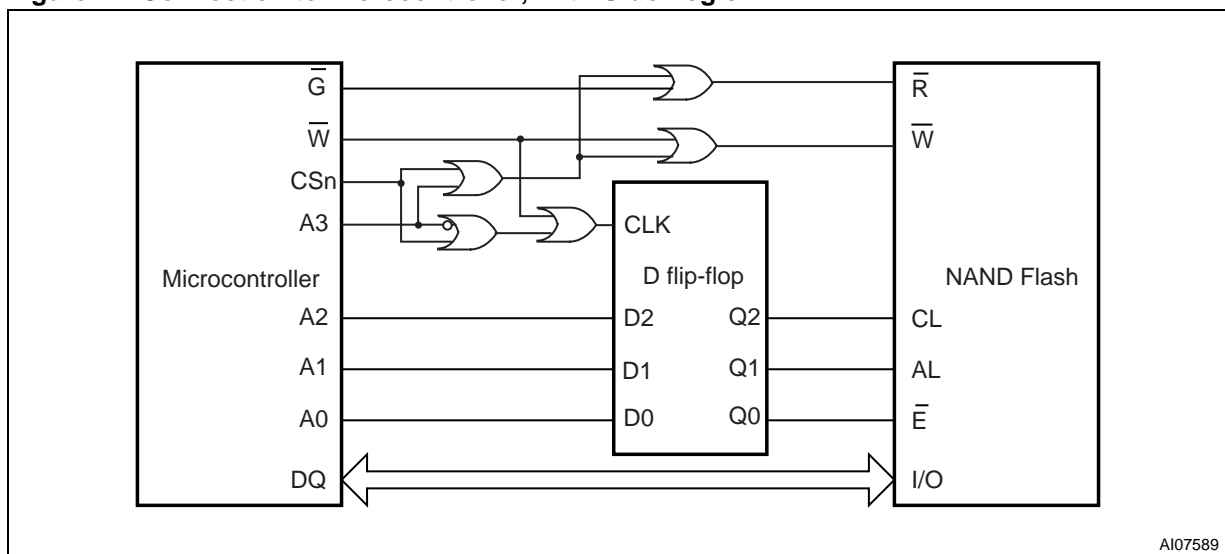 G̅
W̅
CSn
A3
Microcontroller
A2
A1
A0
DQ
CLK
D flip-flop
D2 Q2
D1 Q1
D0 Q0
R̅
W̅
NAND Flash
CL
AL
E̅
I/O
AI07589